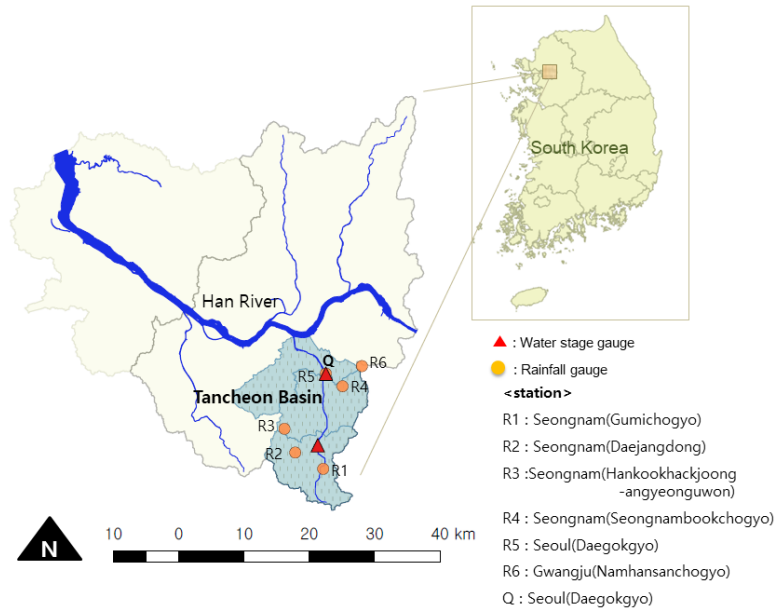 South Korea
Han River
Q
R6
R5
R4
Tancheon Basin
R3
R2
R1
▲ : Water stage gauge
● : Rainfall gauge
<station>
R1 : Seongnam(Gumichogyo)
R2 : Seongnam(Daejangdong)
R3 :Seongnam(Hankookhackjoong
-angyeonguwon)
R4 : Seongnam(Seongnambookchogyo)
R5 : Seoul(Daegokgyo)
R6 : Gwangju(Namhansanchogyo)
Q : Seoul(Daegokgyo)
N
10 0 10 20 30 40 km